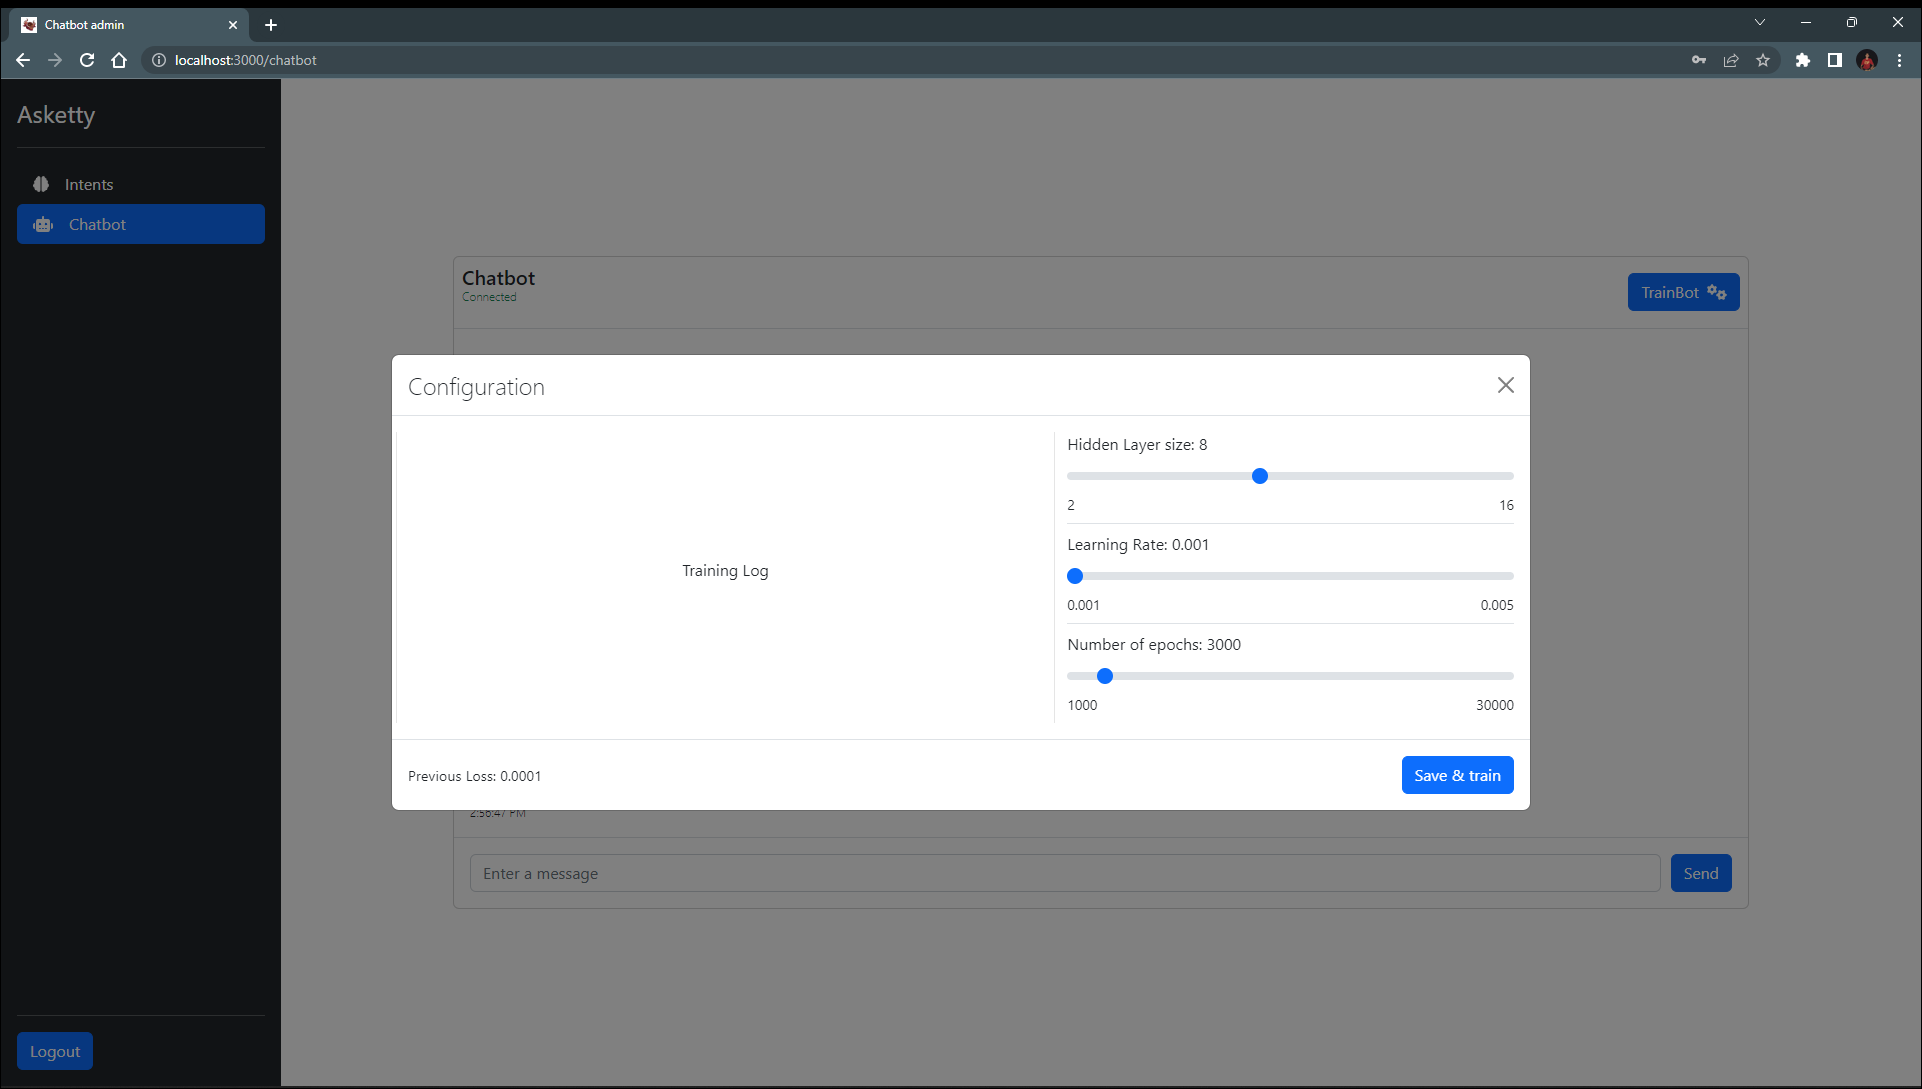 Chatbot admin
localhost:3000/chatbot
Asketty
Intents
Chatbot
Logout
Chatbot
Connected
TrainBot
Configuration
Training Log
Hidden Layer size: 8
2 16
Learning Rate: 0.001
0.001 0.005
Number of epochs: 3000
1000 30000
Previous Loss: 0.0001
Save & train
2:56:47 PM
Enter a message
Send